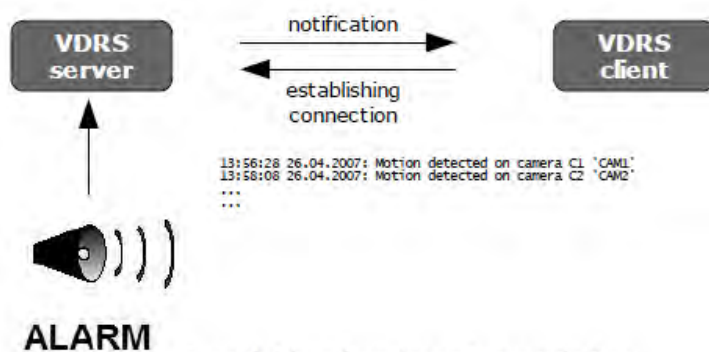 VDRS
server
notification
VDRS
client
establishing
connection
13:56:28 26.04.2007: Motion detected on camera C1 'CAM1'
13:58:08 26.04.2007: Motion detected on camera C2 'CAM2'
...
...
ALARM